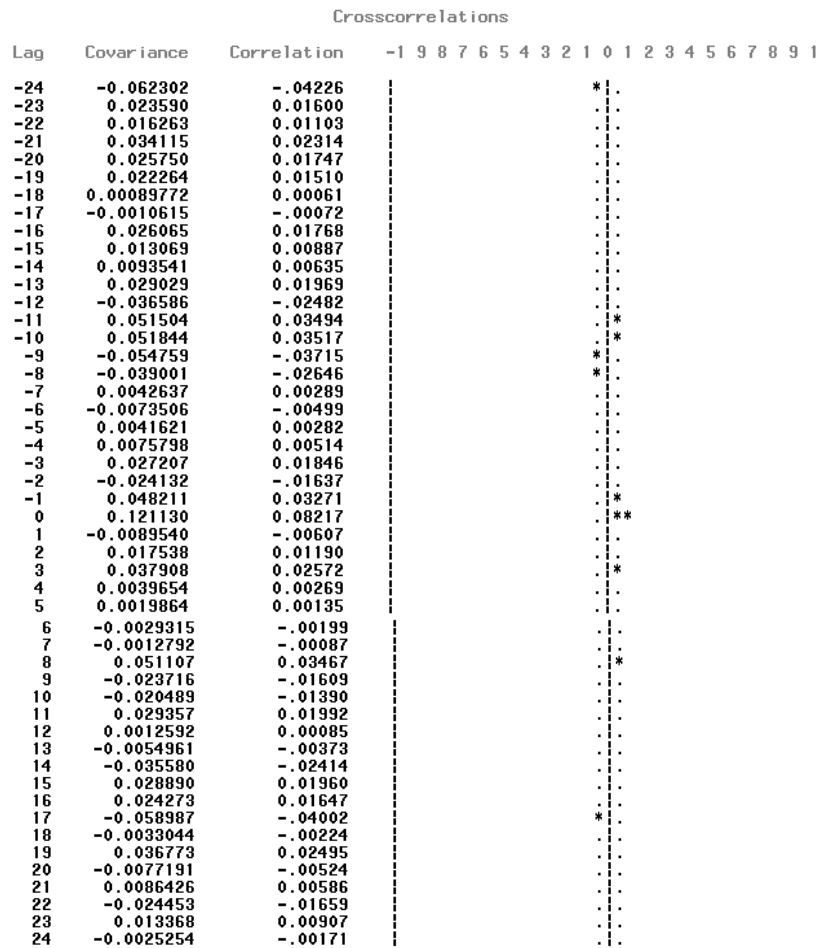 Crosscorrelations
Lag Covariance Correlation -1 9 8 7 6 5 4 3 2 1 0 1 2 3 4 5 6 7 8 9 1
-24 -0.062302 -.04226 | *|. 
-23 0.023590 0.01600 | .|. 
-22 0.016263 0.01103 | .|. 
-21 0.034115 0.02314 | .|. 
-20 0.025750 0.01747 | .|. 
-19 0.022264 0.01510 | .|. 
-18 0.00089772 0.00061 | .|. 
-17 -0.0010615 -.00072 | .|. 
-16 0.026065 0.01768 | .|. 
-15 0.013069 0.00887 | .|. 
-14 0.0093541 0.00635 | .|. 
-13 0.029029 0.01969 | .|. 
-12 -0.036586 -.02482 | .|. 
-11 0.051504 0.03494 | .|* 
-10 0.051844 0.03517 | .|* 
-9 -0.054759 -.03715 | *|. 
-8 -0.039001 -.02646 | *|. 
-7 0.0042637 0.00289 | .|. 
-6 -0.0073506 -.00499 | .|. 
-5 0.0041621 0.00282 | .|. 
-4 0.0075798 0.00514 | .|. 
-3 0.027207 0.01846 | .|. 
-2 -0.024132 -.01637 | .|. 
-1 0.048211 0.03271 | .|* 
0 0.121130 0.08217 | .|** 
1 -0.0089540 -.00607 | .|. 
2 0.017538 0.01190 | .|. 
3 0.037908 0.02572 | .|* 
4 0.0039654 0.00269 | .|. 
5 0.0019864 0.00135 | .|. 
6 -0.0029315 -.00199 | .|. 
7 -0.0012792 -.00087 | .|. 
8 0.051107 0.03467 | .|* 
9 -0.023716 -.01609 | .|. 
10 -0.020489 -.01390 | .|. 
11 0.029357 0.01992 | .|. 
12 0.0012592 0.00085 | .|. 
13 -0.0054961 -.00373 | .|. 
14 -0.035580 -.02414 | .|. 
15 0.028890 0.01960 | .|. 
16 0.024273 0.01647 | .|. 
17 -0.058987 -.04002 | *|. 
18 -0.0033044 -.00224 | .|. 
19 0.036773 0.02495 | .|. 
20 -0.0077191 -.00524 | .|. 
21 0.0086426 0.00586 | .|. 
22 -0.024453 -.01659 | .|. 
23 0.013368 0.00907 | .|. 
24 -0.0025254 -.00171 | .|.